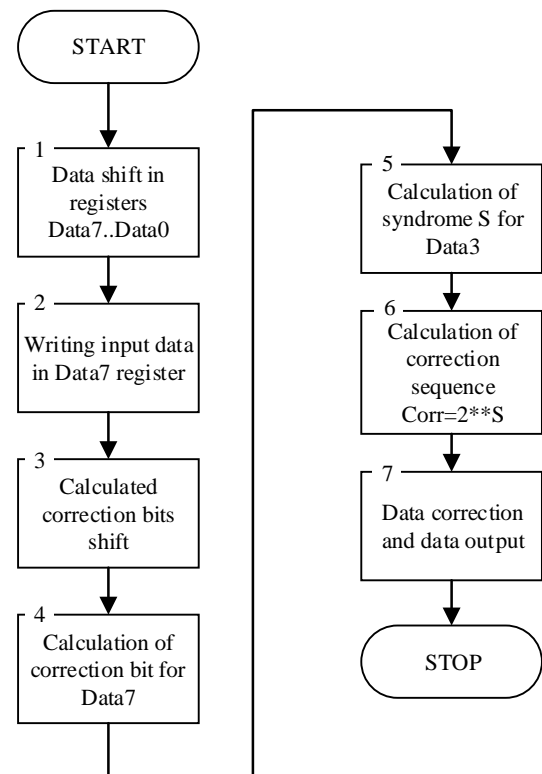 START
1
Data shift in
registers
Data7..Data0
2
Writing input data
in Data7 register
3
Calculated
correction bits
shift
4
Calculation of
correction bit for
Data7
5
Calculation of
syndrome S for
Data3
6
Calculation of
correction
sequence
Corr=2**S
7
Data correction
and data output
STOP